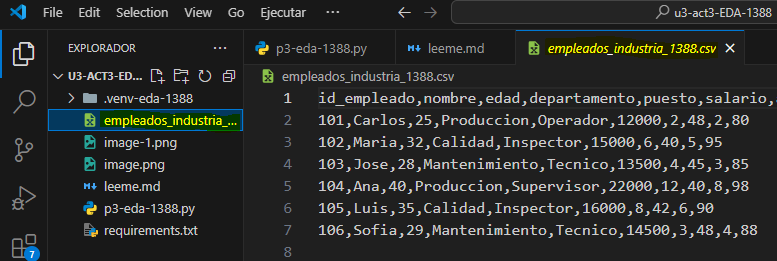 Archivo Editar Selección Ver Go Ejecutar ··· u3-act3-EDA-1388
EXPLORADOR ···
U3-ACT3-ED...
.venv-eda-1388
empleados_industria_...
image-1.png
image.png
leeme.md
p3-eda-1388.py
requirements.txt
7
p3-eda-1388.py leeme.md empleados_industria_1388.csv
empleados_industria_1388.csv
1 id_empleado,nombre,edad,departamento,puesto,salario,
2 101,Carlos,25,Produccion,Operador,12000,2,48,2,80
3 102,Maria,32,Calidad,Inspector,15000,6,40,5,95
4 103,Jose,28,Mantenimiento,Tecnico,13500,4,45,3,85
5 104,Ana,40,Produccion,Supervisor,22000,12,40,8,98
6 105,Luis,35,Calidad,Inspector,16000,8,42,6,90
7 106,Sofia,29,Mantenimiento,Tecnico,14500,3,48,4,88
8